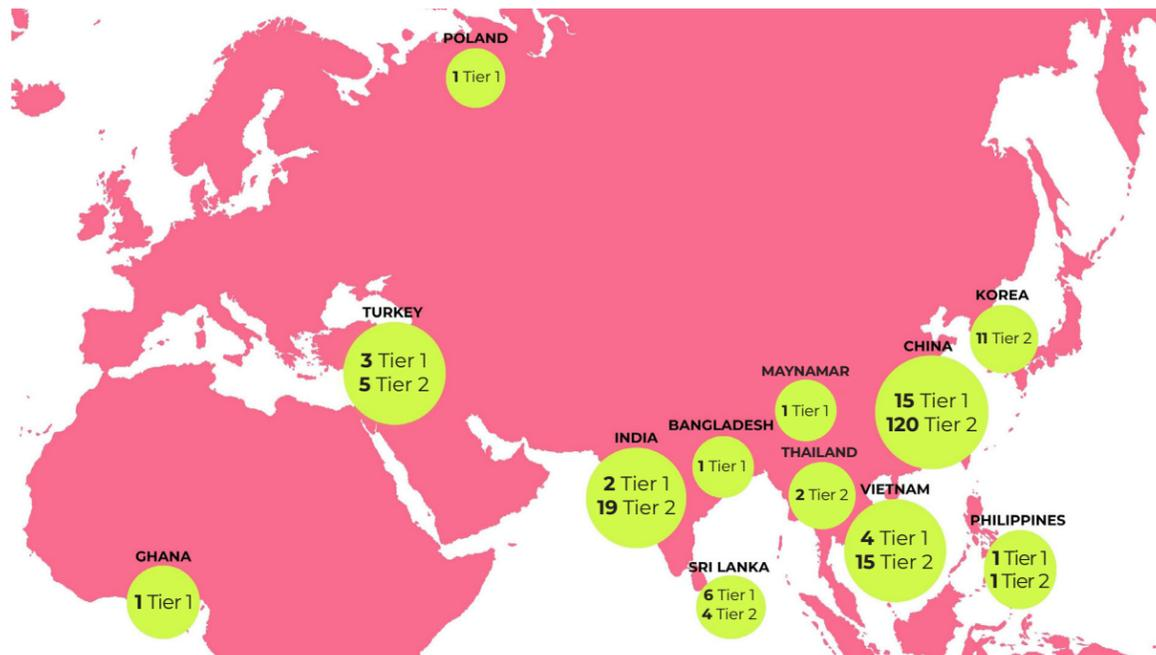 POLAND
1 Tier 1
TURKEY
3 Tier 1
5 Tier 2
KOREA
11 Tier 2
CHINA
15 Tier 1
120 Tier 2
MAYNAMAR
1 Tier 1
BANGLADESH
1 Tier 1
INDIA
2 Tier 1
19 Tier 2
THAILAND
2 Tier 2
VIETNAM
4 Tier 1
15 Tier 2
PHILIPPINES
1 Tier 1
1 Tier 2
GHANA
1 Tier 1
SRI LANKA
6 Tier 1
4 Tier 2